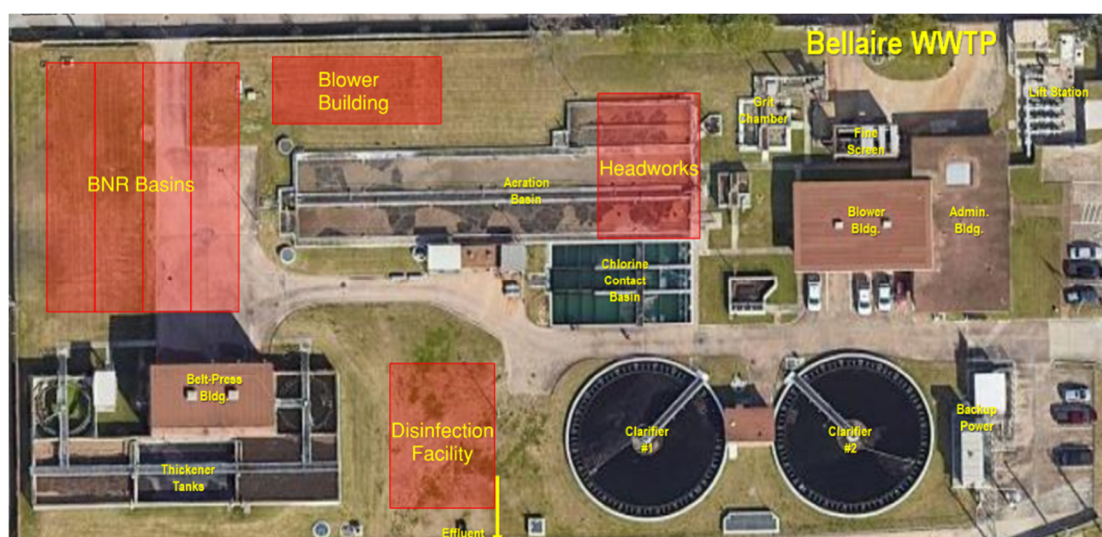 Bellaire WWTP
Blower
Building
Grit
Chamber
Lift Station
Fine
Screen
BNR Basins
Aeration
Basin
Headworks
Blower
Bldg.
Admin.
Bldg.
Chlorine
Contact
Basin
Belt-Press
Bldg.
Disinfection
Facility
Clarifier
#1
Clarifier
#2
Backup
Power
Thickener
Tanks
Effluent